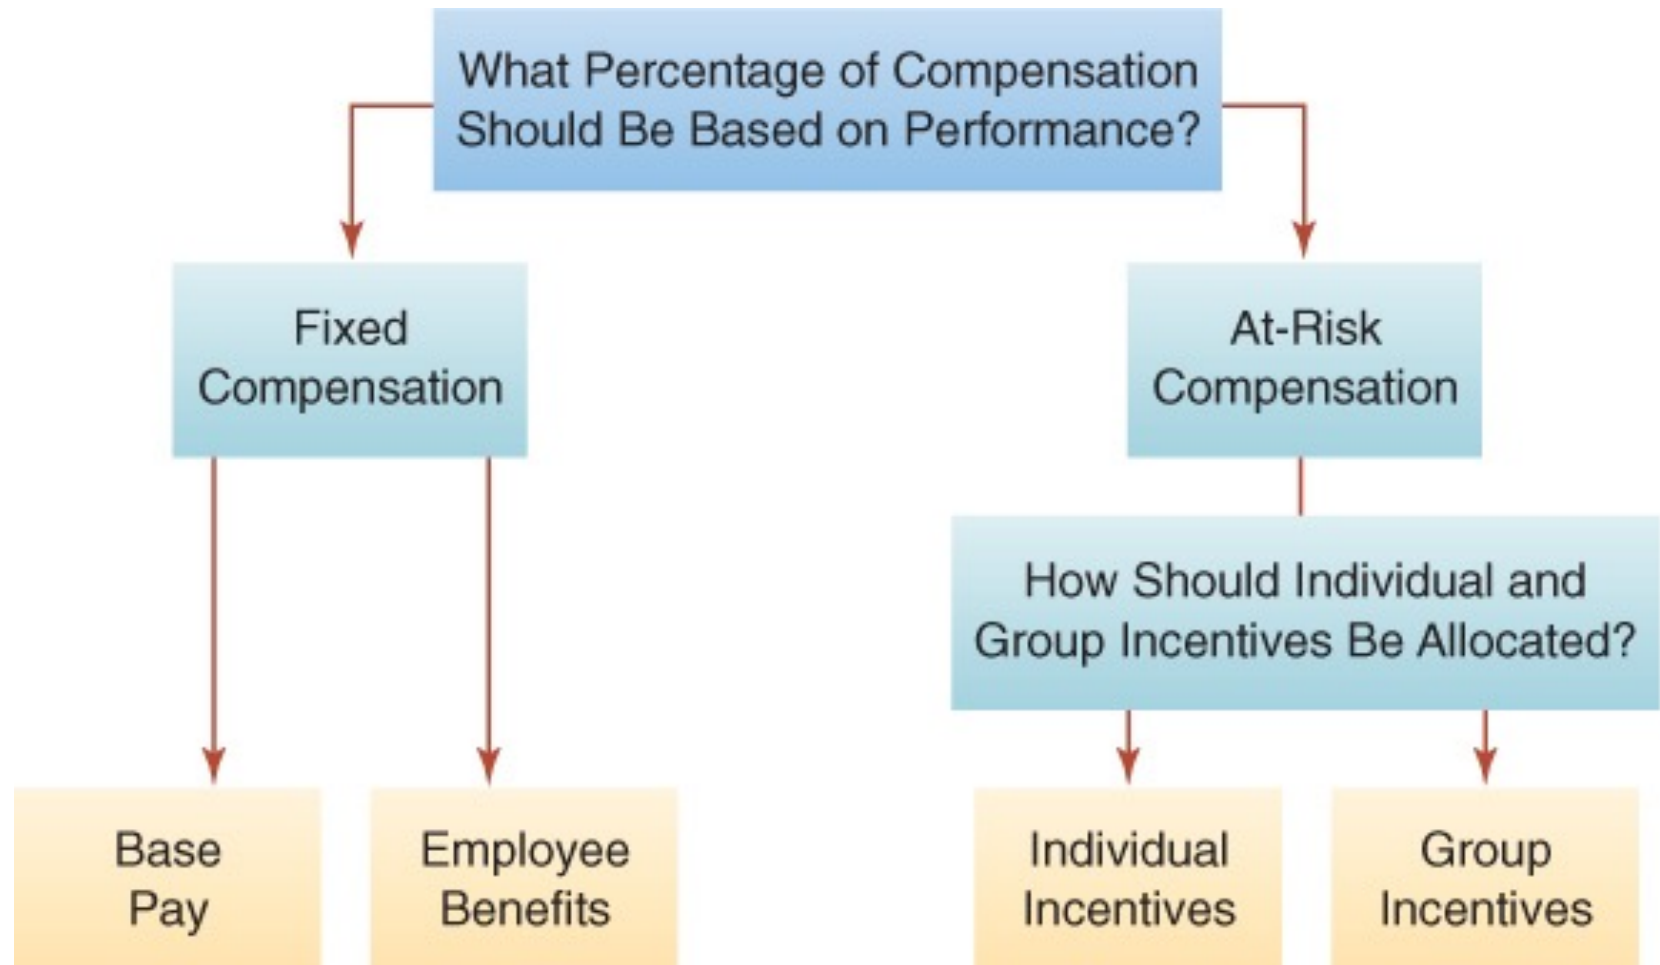 What Percentage of Compensation
Should Be Based on Performance?
Fixed
Compensation
At-Risk
Compensation
How Should Individual and
Group Incentives Be Allocated?
Base
Pay
Employee
Benefits
Individual
Incentives
Group
Incentives